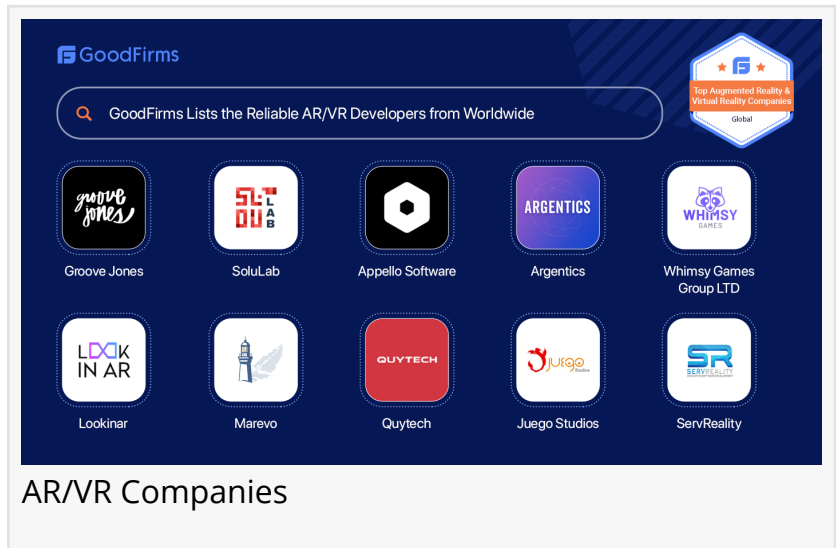 GoodFirms
Top Augmented Reality &
Virtual Reality Companies
Global
GoodFirms Lists the Reliable AR/VR Developers from Worldwide
groove
jones
SOLU
LAB
ARGENTICS
WHIMSY
GAMES
Groove Jones
SoluLab
Appello Software
Argentics
Whimsy Games
Group LTD
LOOK
IN AR
QUYTECH
JUEGO
Studios
SR
SERVREALITY
Lookinar
Marevo
Quytech
Juego Studios
ServReality
AR/VR Companies